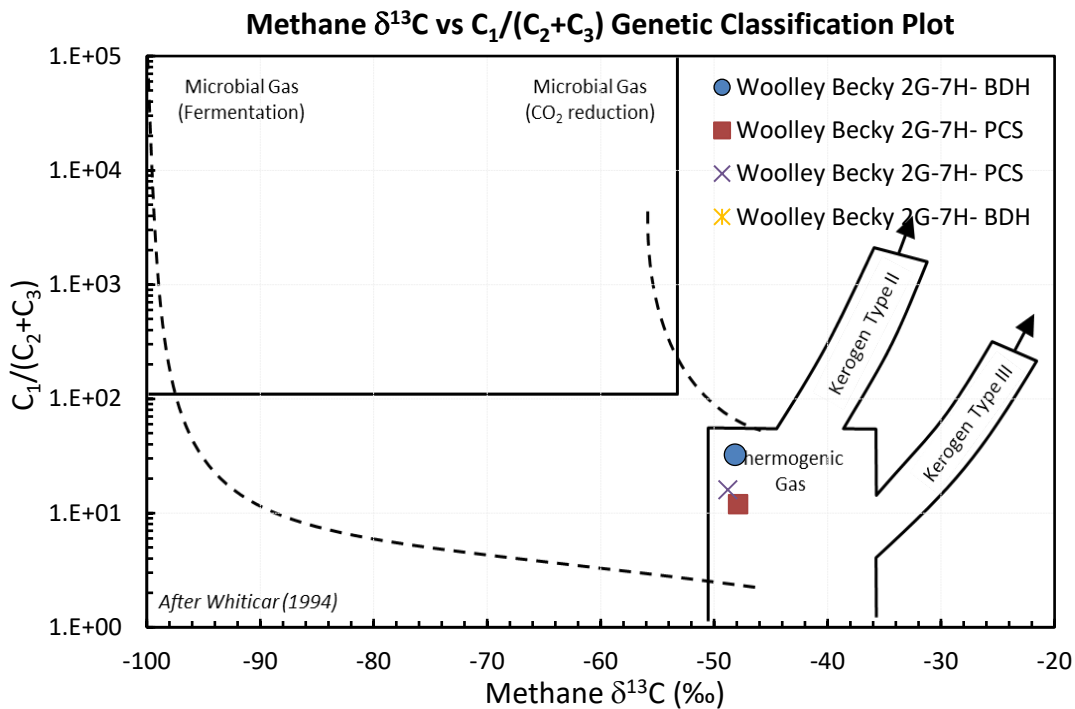 Methane δ¹³C vs C₁/(C₂+C₃) Genetic Classification Plot
1.E+05
1.E+04
1.E+03
1.E+02
1.E+01
1.E+00
C₁/(C₂+C₃)
Microbial Gas
(Fermentation)
Microbial Gas
(CO₂ reduction)
Woolley Becky 2G-7H- BDH
Woolley Becky 2G-7H- PCS
Woolley Becky 2G-7H- PCS
Woolley Becky 2G-7H- BDH
Kerogen Type II
Kerogen Type III
hermogenic
Gas
After Whiticar (1994)
-100 -90 -80 -70 -60 -50 -40 -30 -20
Methane δ¹³C (‰)